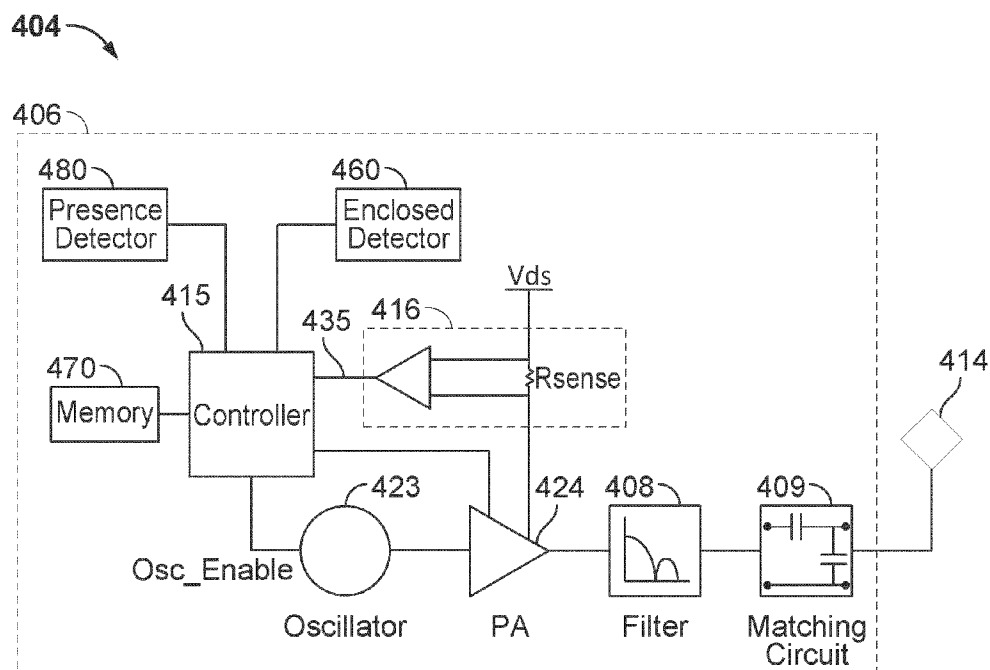 404
406
480
460
Presence
Detector
Enclosed
Detector
Vds
415
435
416
470
Memory
Controller
Rsense
414
423
424
408
409
Osc_Enable
Oscillator
PA
Filter
Matching
Circuit